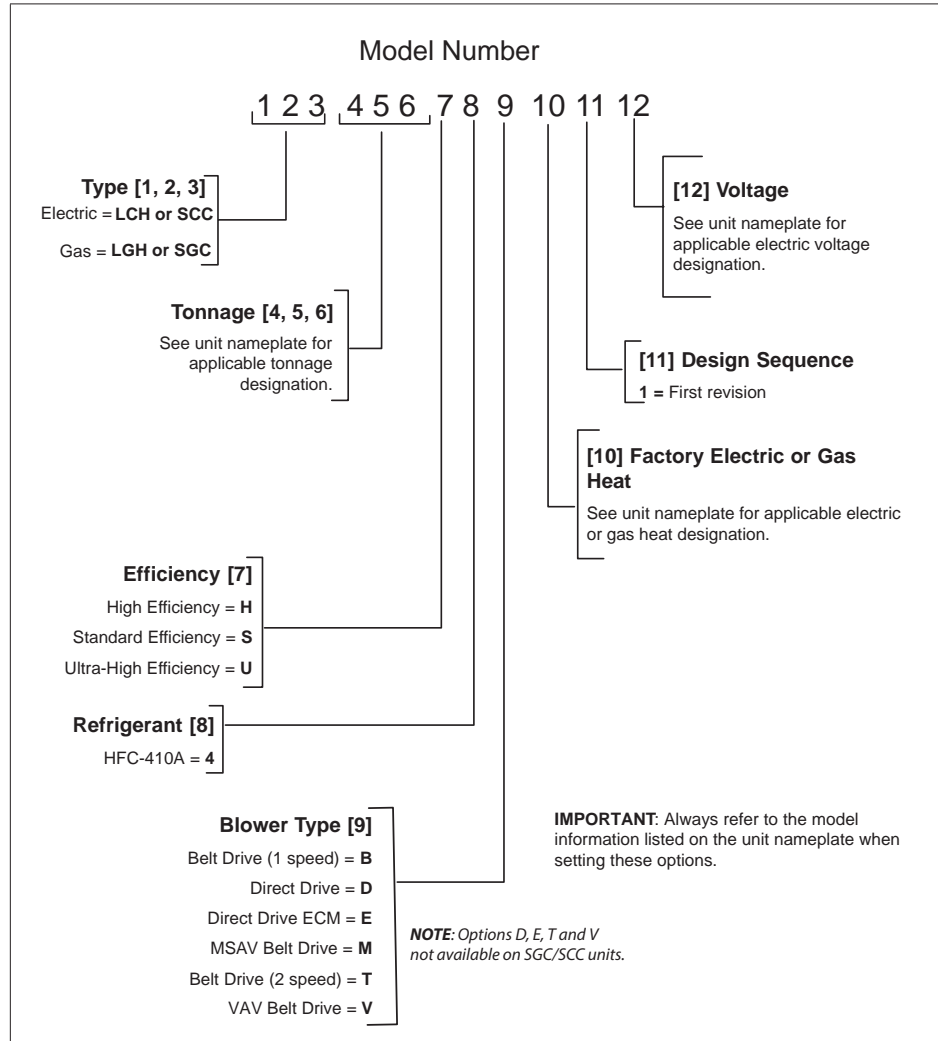 Model Number
1 2 3 4 5 6 7 8 9 10 11 12
Type [1, 2, 3]
Electric = LCH or SCC
Gas = LGH or SGC
[12] Voltage
See unit nameplate for
applicable electric voltage
designation.
Tonnage [4, 5, 6]
See unit nameplate for
applicable tonnage
designation.
[11] Design Sequence
1 = First revision
[10] Factory Electric or Gas
Heat
See unit nameplate for applicable electric
or gas heat designation.
Efficiency [7]
High Efficiency = H
Standard Efficiency = S
Ultra-High Efficiency = U
Refrigerant [8]
HFC-410A = 4
Blower Type [9]
Belt Drive (1 speed) = B
Direct Drive = D
Direct Drive ECM = E
MSAV Belt Drive = M
Belt Drive (2 speed) = T
VAV Belt Drive = V
IMPORTANT: Always refer to the model
information listed on the unit nameplate when
setting these options.
NOTE: Options D, E, T and V
not available on SGC/SCC units.